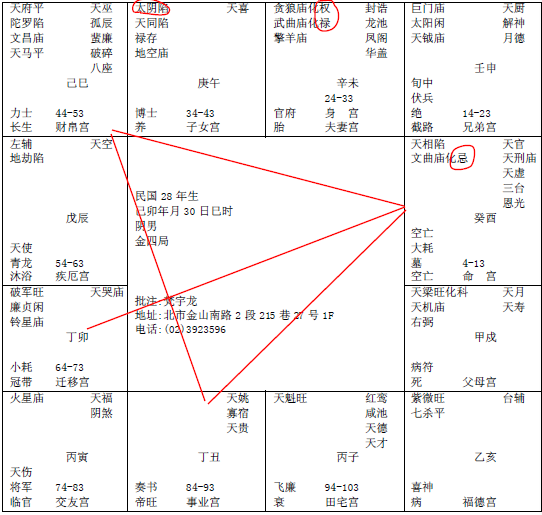 天府平 天巫
陀罗陷 孤辰
文昌庙 蜚廉
天马平 破碎
八座
己巳
力士 44-53
长生 财帛宫
太阴陷 天喜
天同陷
禄存
地空庙
庚午
博士 34-43
养 子女宫
贪狼庙化权 封诰
武曲庙化禄 龙池
擎羊庙 凤阁
华盖
辛未
24-33
官府 身 宫
胎 夫妻宫
巨门庙 天厨
太阳闲 解神
天钺庙 月德
壬申
旬中
伏兵
绝 14-23
截路 兄弟宫
左辅 天空
地劫陷
戊辰
天使
青龙 54-63
沐浴 疾厄宫
民国 28 年生
己卯年月 30 日巳时
阴男
金四局
批注:梵宇龙
地址:北市金山南路 2 段 215 巷 27 号 1F
电话:(02)3923596
天相陷 天官
文曲庙化忌 天刑庙
天虚
三台
恩光
癸酉
空亡
大耗
墓 4-13
空亡 命 宫
破军旺 天哭庙
廉贞闲
铃星庙
丁卯
小耗 64-73
冠带 迁移宫
天梁旺化科 天月
天机庙 天寿
右弼
甲戌
病符
死 父母宫
火星庙 天福
阴煞
丙寅
天伤
将军 74-83
临官 交友宫
天姚
寡宿
天贵
丁丑
奏书 84-93
帝旺 事业宫
天魁旺 红鸾
咸池
天德
天才
丙子
飞廉 94-103
衰 田宅宫
紫微旺 台辅
七杀平
乙亥
喜神
病 福德宫